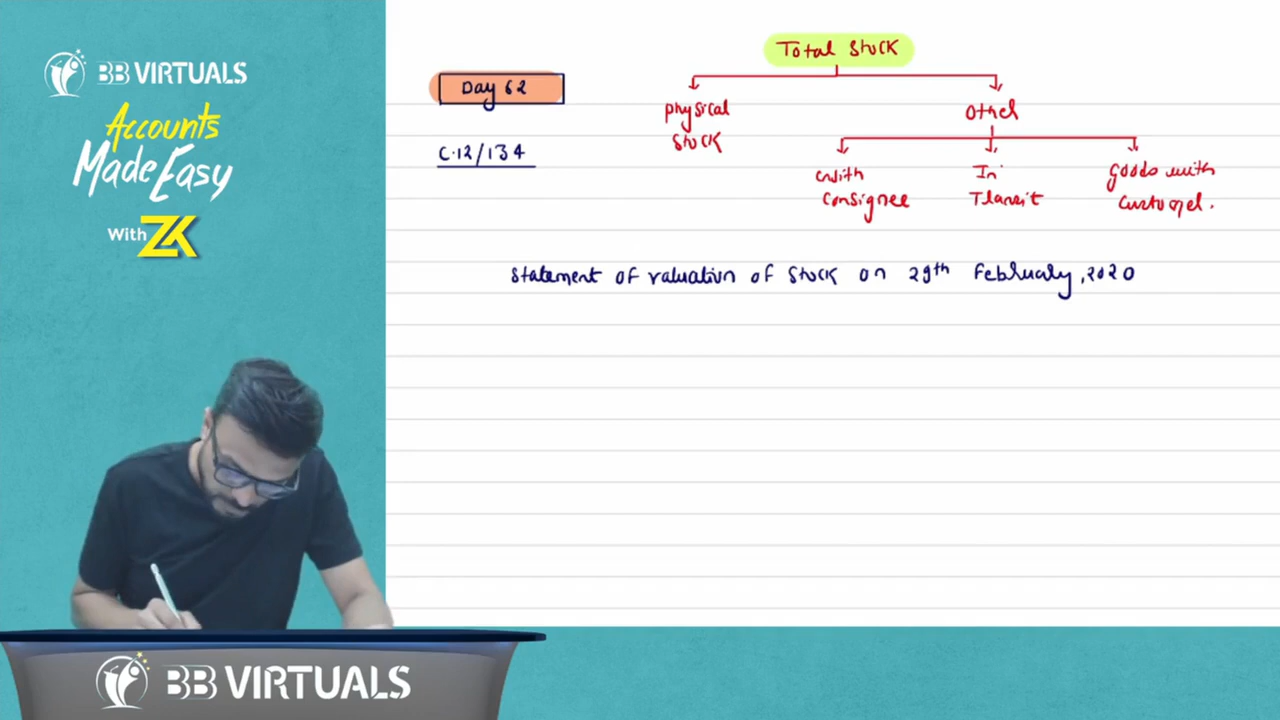 BB VIRTUALS
Accounts
Made Easy
With ZK
Day 62
C.12/134
Total Stock
Physical
Stock
Other
With
Consignee
In
Transit
Goods with
Customer.
Statement of valuation of Stock on 29th February, 2020
BB VIRTUALS